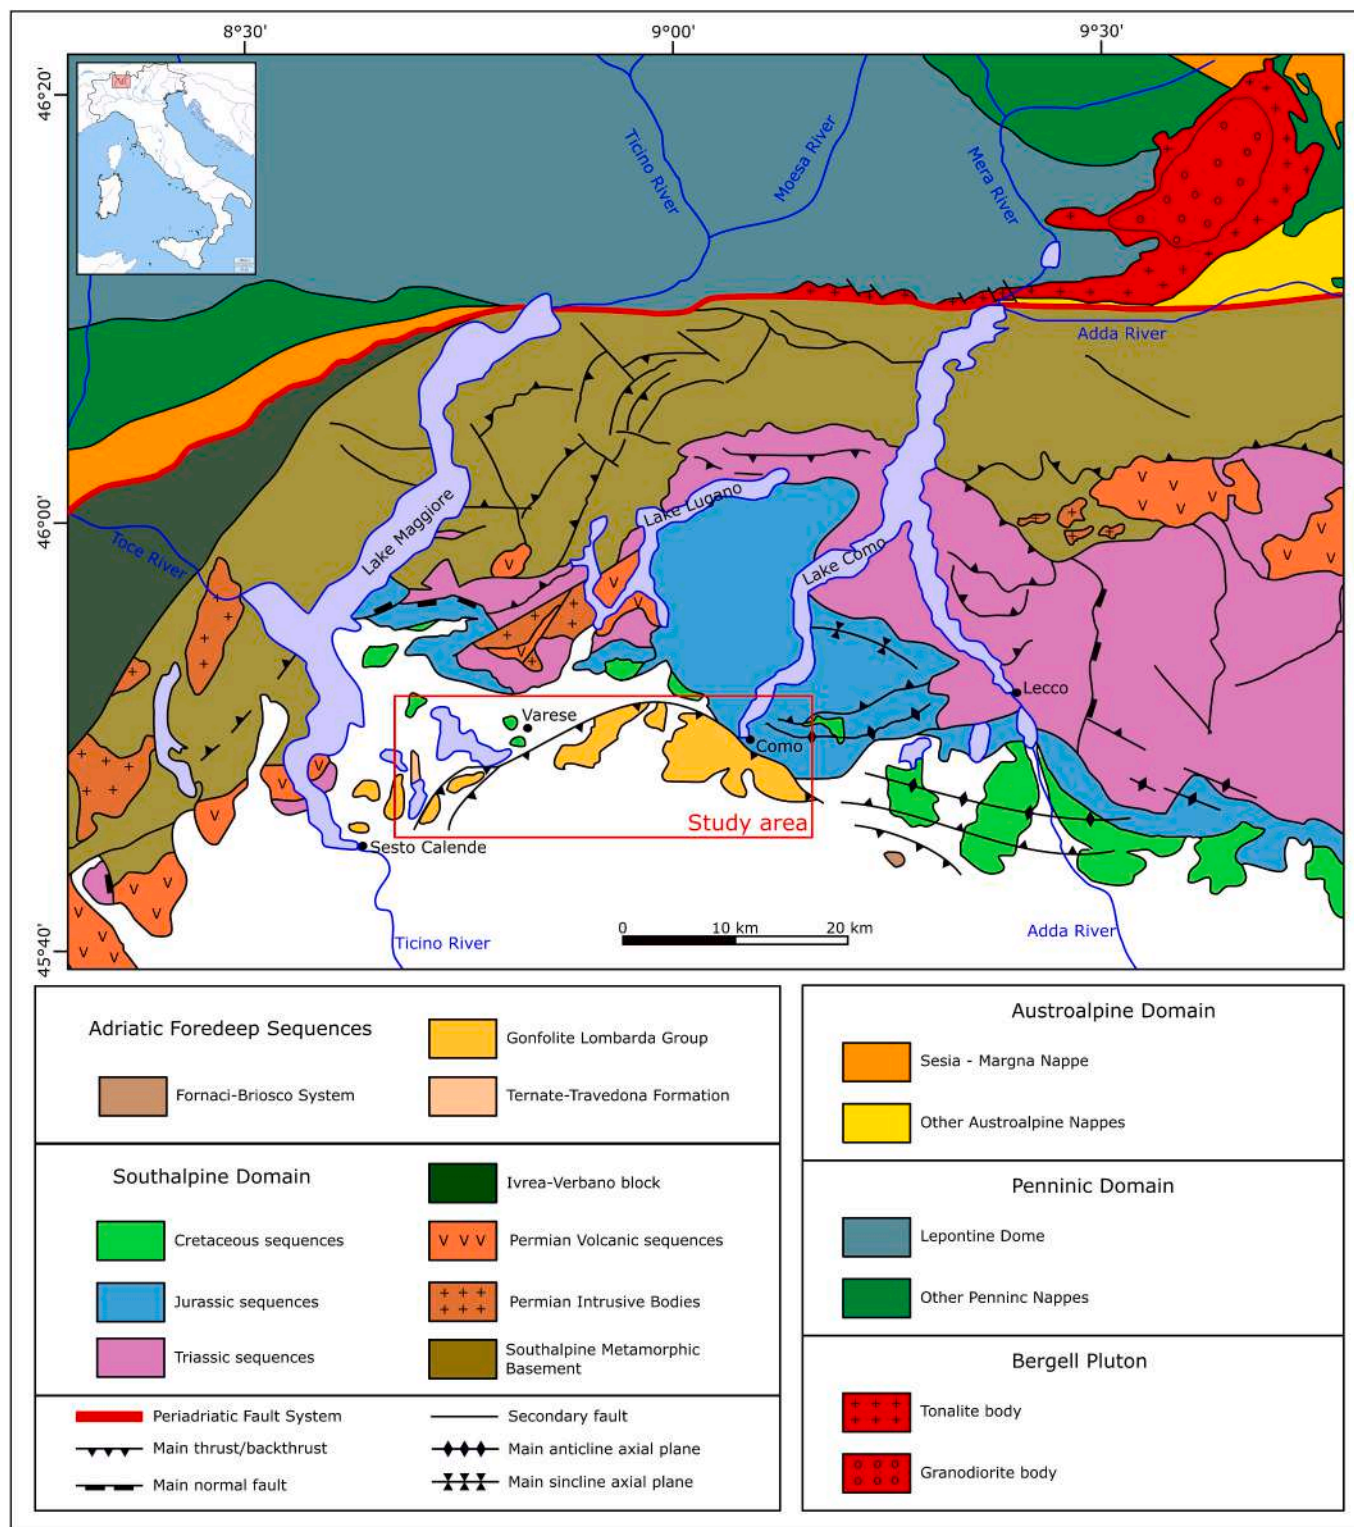 8°30'
9°00'
9°30'
46°20'
46°00'
45°40'
Ticino River
Moesa River
Mera River
Adda River
Toce River
Lake Maggiore
Lake Lugano
Lake Como
Lecco
Varese
Como
Study area
Sesto Calende
0 10 km 20 km
Ticino River
Adda River
Adriatic Foredeep Sequences
Gonfolite Lombarda Group
Fornaci-Briosco System
Ternate-Travedona Formation
Southalpine Domain
Ivrea-Verbano block
Cretaceous sequences
Permian Volcanic sequences
Jurassic sequences
Permian Intrusive Bodies
Triassic sequences
Southalpine Metamorphic
Basement
Periadriatic Fault System
Secondary fault
Main thrust/backthrust
Main anticline axial plane
Main normal fault
Main sincline axial plane
Austroalpine Domain
Sesia - Margna Nappe
Other Austroalpine Nappes
Penninic Domain
Lepontine Dome
Other Penninc Nappes
Bergell Pluton
Tonalite body
Granodiorite body